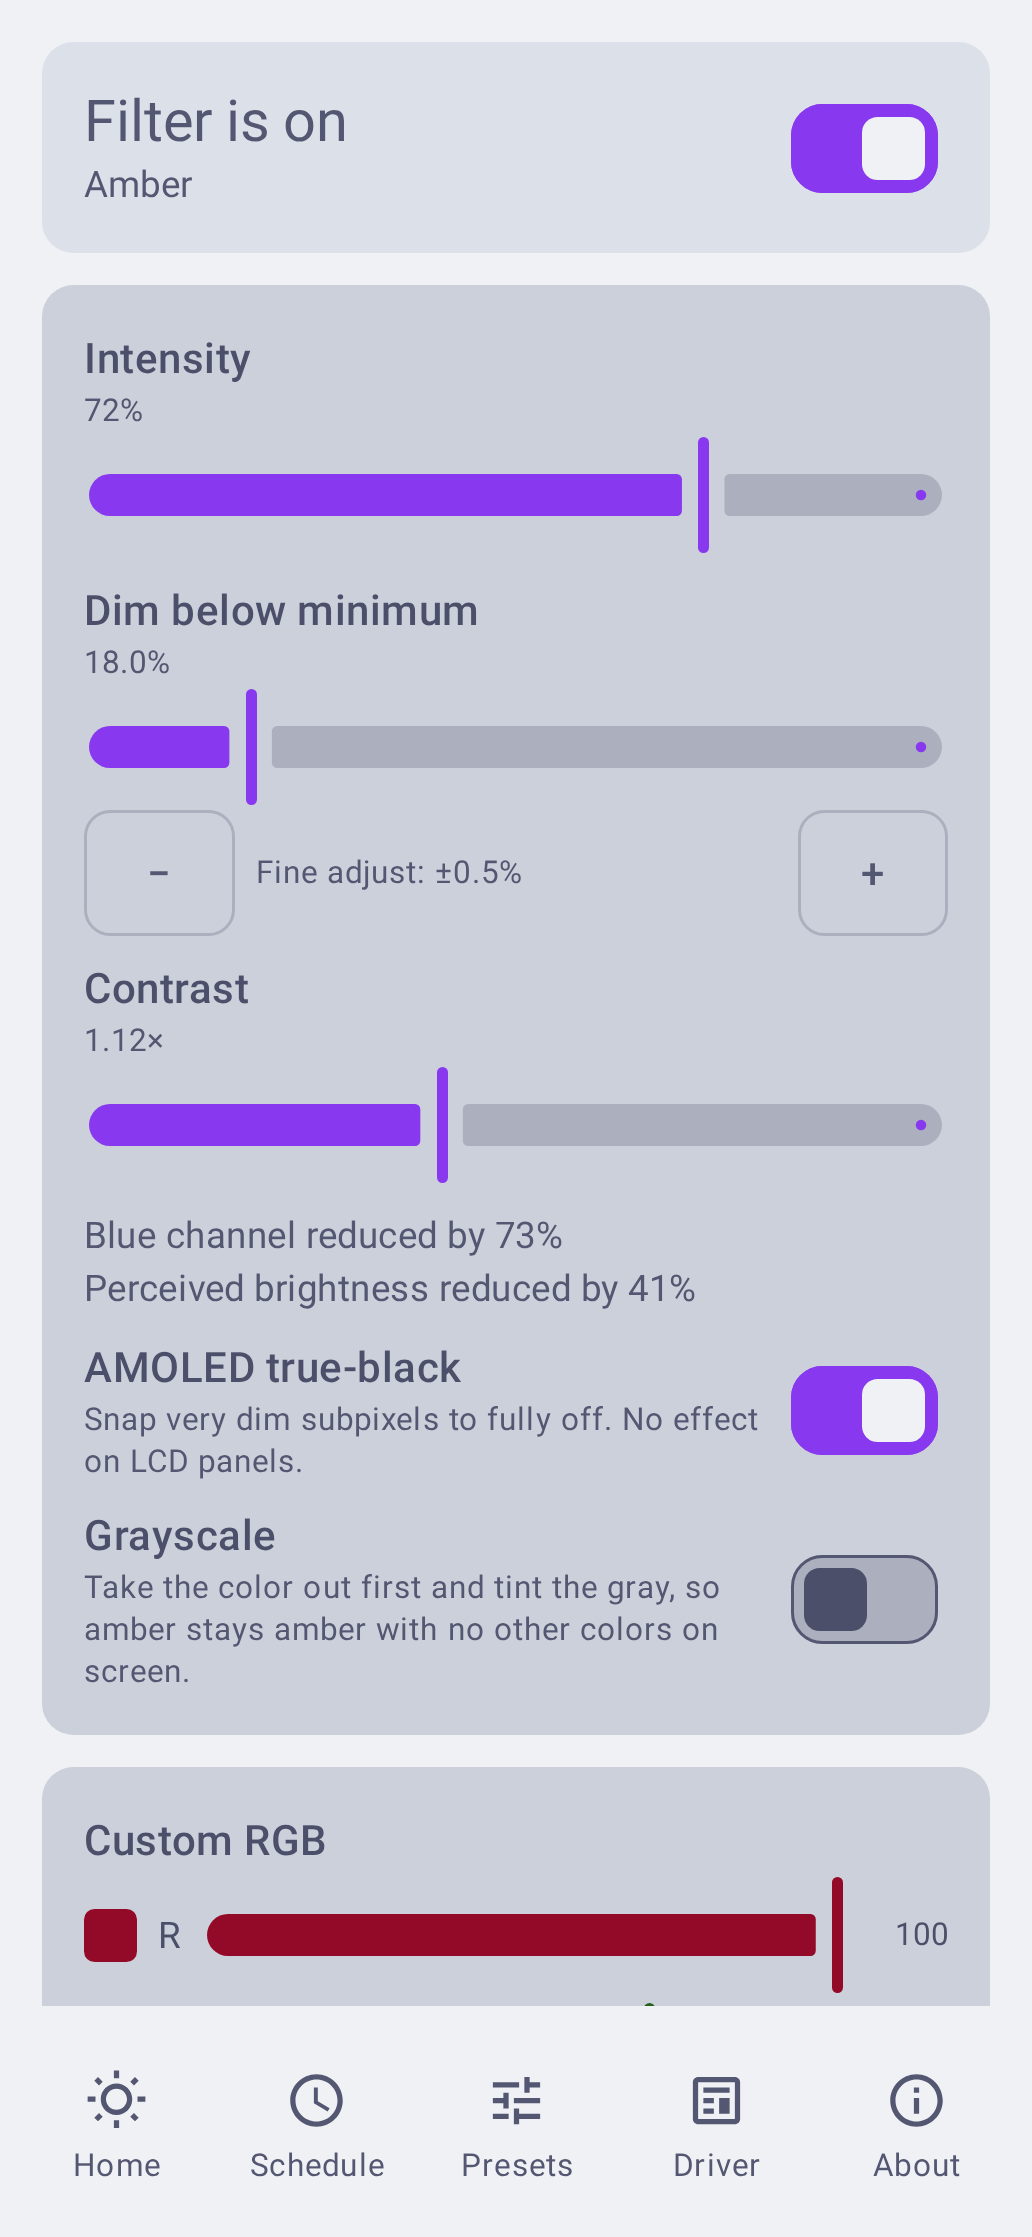 Filter is on
Amber
Intensity
72%
Dim below minimum
18.0%
−
Fine adjust: ±0.5%
+
Contrast
1.12×
Blue channel reduced by 73%
Perceived brightness reduced by 41%
AMOLED true-black
Snap very dim subpixels to fully off. No effect
on LCD panels.
Grayscale
Take the color out first and tint the gray, so
amber stays amber with no other colors on
screen.
Custom RGB
R
100
Home
Schedule
Presets
Driver
About